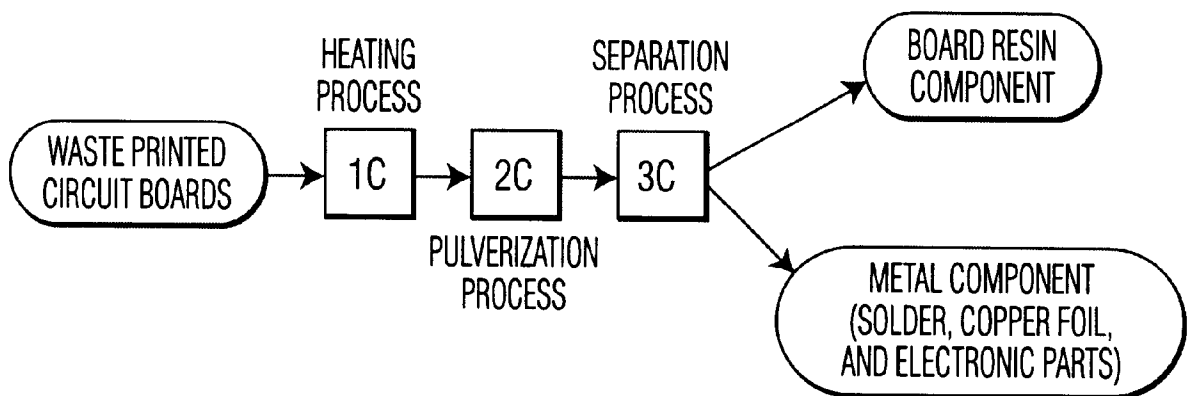 HEATING
PROCESS
SEPARATION
PROCESS
BOARD RESIN
COMPONENT
WASTE PRINTED
CIRCUIT BOARDS
1C
2C
3C
PULVERIZATION
PROCESS
METAL COMPONENT
(SOLDER, COPPER FOIL,
AND ELECTRONIC PARTS)